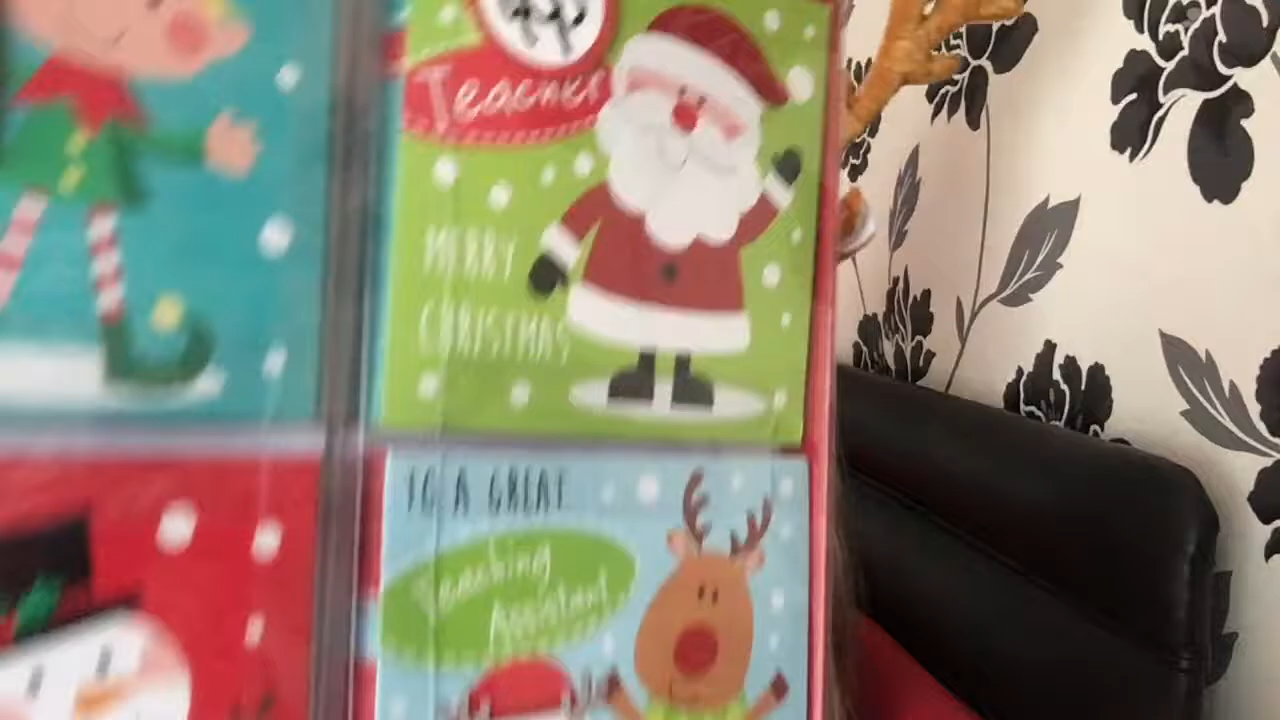 Teacher
MERRY
CHRISTMAS
TO A GREAT
Teaching
Assistant